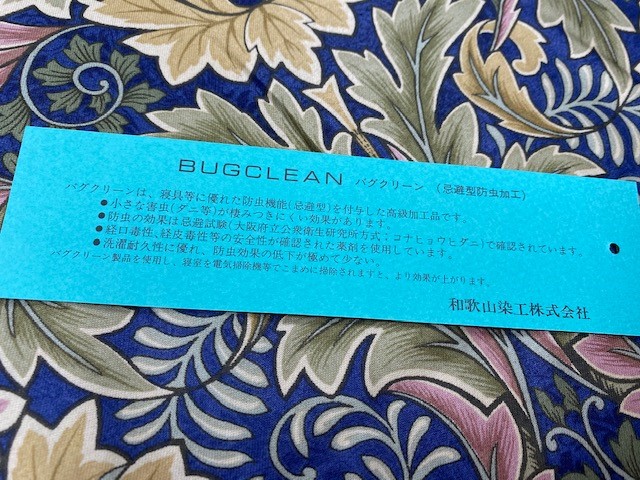 BUGCLEAN バグクリーン (忌避型防虫加工)
バグクリーンは、寝具等に優れた防虫機能(忌避型)を付与した高級加工品です。
●小さな害虫(ダニ等)が棲みつきにくい効果があります。
●防虫の効果は忌避試験(大阪府立公衆衛生研究所方式;コナヒョウヒダニ)で確認されています。
●経口毒性、経皮毒性等の安全性が確認された薬剤を使用しています。
●洗濯耐久性に優れ、防虫効果の低下が極めて少ない。
バグクリーン製品を使用し、寝室を電気掃除機等でこまめに掃除されますと、より効果が上がります。
和歌山染工株式会社